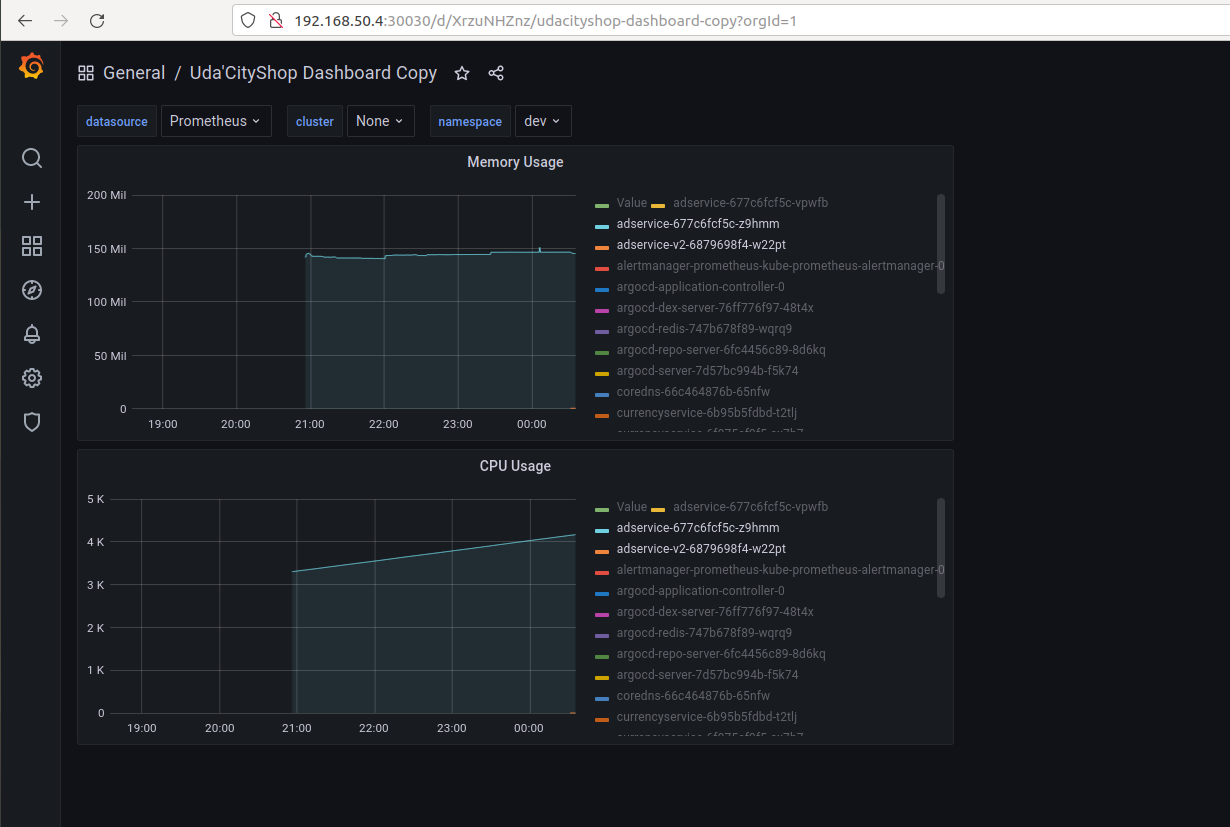 192.168.50.4:30030/d/XrzuNHZnz/udacityshop-dashboard-copy?orgId=1
General / Uda'CityShop Dashboard Copy
datasource Prometheus cluster None namespace dev
Memory Usage
200 Mil
150 Mil
100 Mil
50 Mil
0
19:00 20:00 21:00 22:00 23:00 00:00
Value adservice-677c6fcf5c-vpwfb
adservice-677c6fcf5c-z9hmm
adservice-v2-6879698f4-w22pt
alertmanager-prometheus-kube-prometheus-alertmanager-0
argocd-application-controller-0
argocd-dex-server-76ff776f97-48t4x
argocd-redis-747b678f89-wqrq9
argocd-repo-server-6fc4456c89-8d6kq
argocd-server-7d57bc994b-f5k74
coredns-66c464876b-65nfw
currencyservice-6b95b5fdbd-t2tlj
CPU Usage
5 K
4 K
3 K
2 K
1 K
0
19:00 20:00 21:00 22:00 23:00 00:00
Value adservice-677c6fcf5c-vpwfb
adservice-677c6fcf5c-z9hmm
adservice-v2-6879698f4-w22pt
alertmanager-prometheus-kube-prometheus-alertmanager-0
argocd-application-controller-0
argocd-dex-server-76ff776f97-48t4x
argocd-redis-747b678f89-wqrq9
argocd-repo-server-6fc4456c89-8d6kq
argocd-server-7d57bc994b-f5k74
coredns-66c464876b-65nfw
currencyservice-6b95b5fdbd-t2tlj